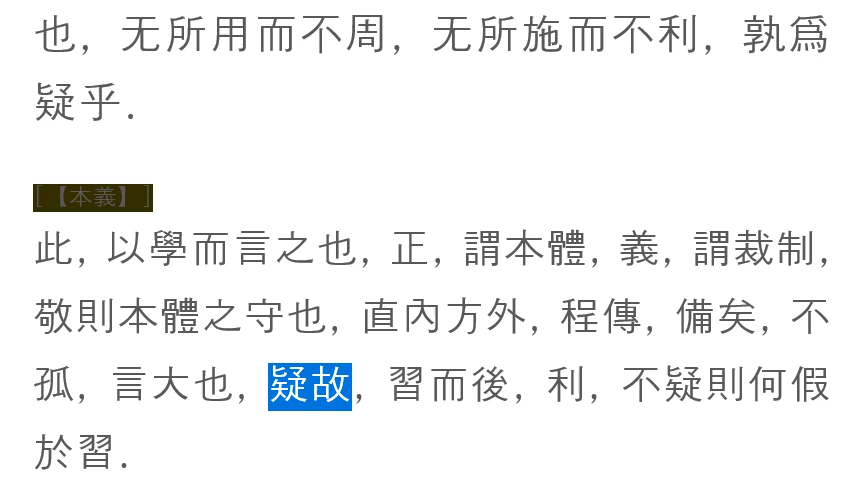 也, 无所用而不周, 无所施而不利, 孰爲
疑乎.
[【本義】]
此, 以學而言之也, 正, 謂本體, 義, 謂裁制,
敬則本體之守也, 直內方外, 程傳, 備矣, 不
孤, 言大也, 疑故, 習而後, 利, 不疑則何假
於習.